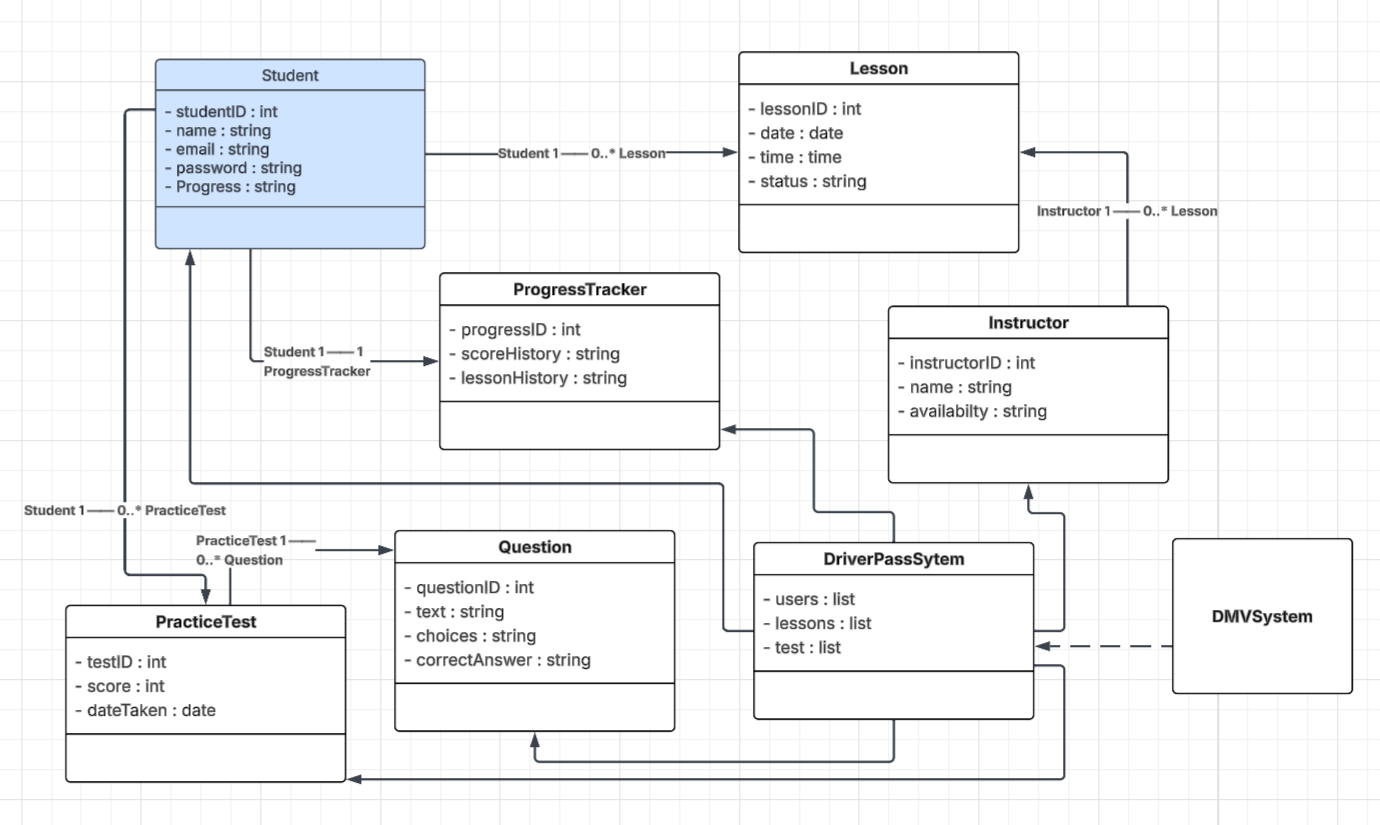 Student
- studentID : int
- name : string
- email : string
- password : string
- Progress : string
Student 1 —— 0..* Lesson
Lesson
- lessonID : int
- date : date
- time : time
- status : string
Instructor 1 —— 0..* Lesson
ProgressTracker
- progressID : int
- scoreHistory : string
- lessonHistory : string
Student 1 —— 1
ProgressTracker
Instructor
- instructorID : int
- name : string
- availabilty : string
Student 1 —— 0..* PracticeTest
PracticeTest 1 ——
0..* Question
Question
- questionID : int
- text : string
- choices : string
- correctAnswer : string
DriverPassSytem
- users : list
- lessons : list
- test : list
DMVSystem
PracticeTest
- testID : int
- score : int
- dateTaken : date